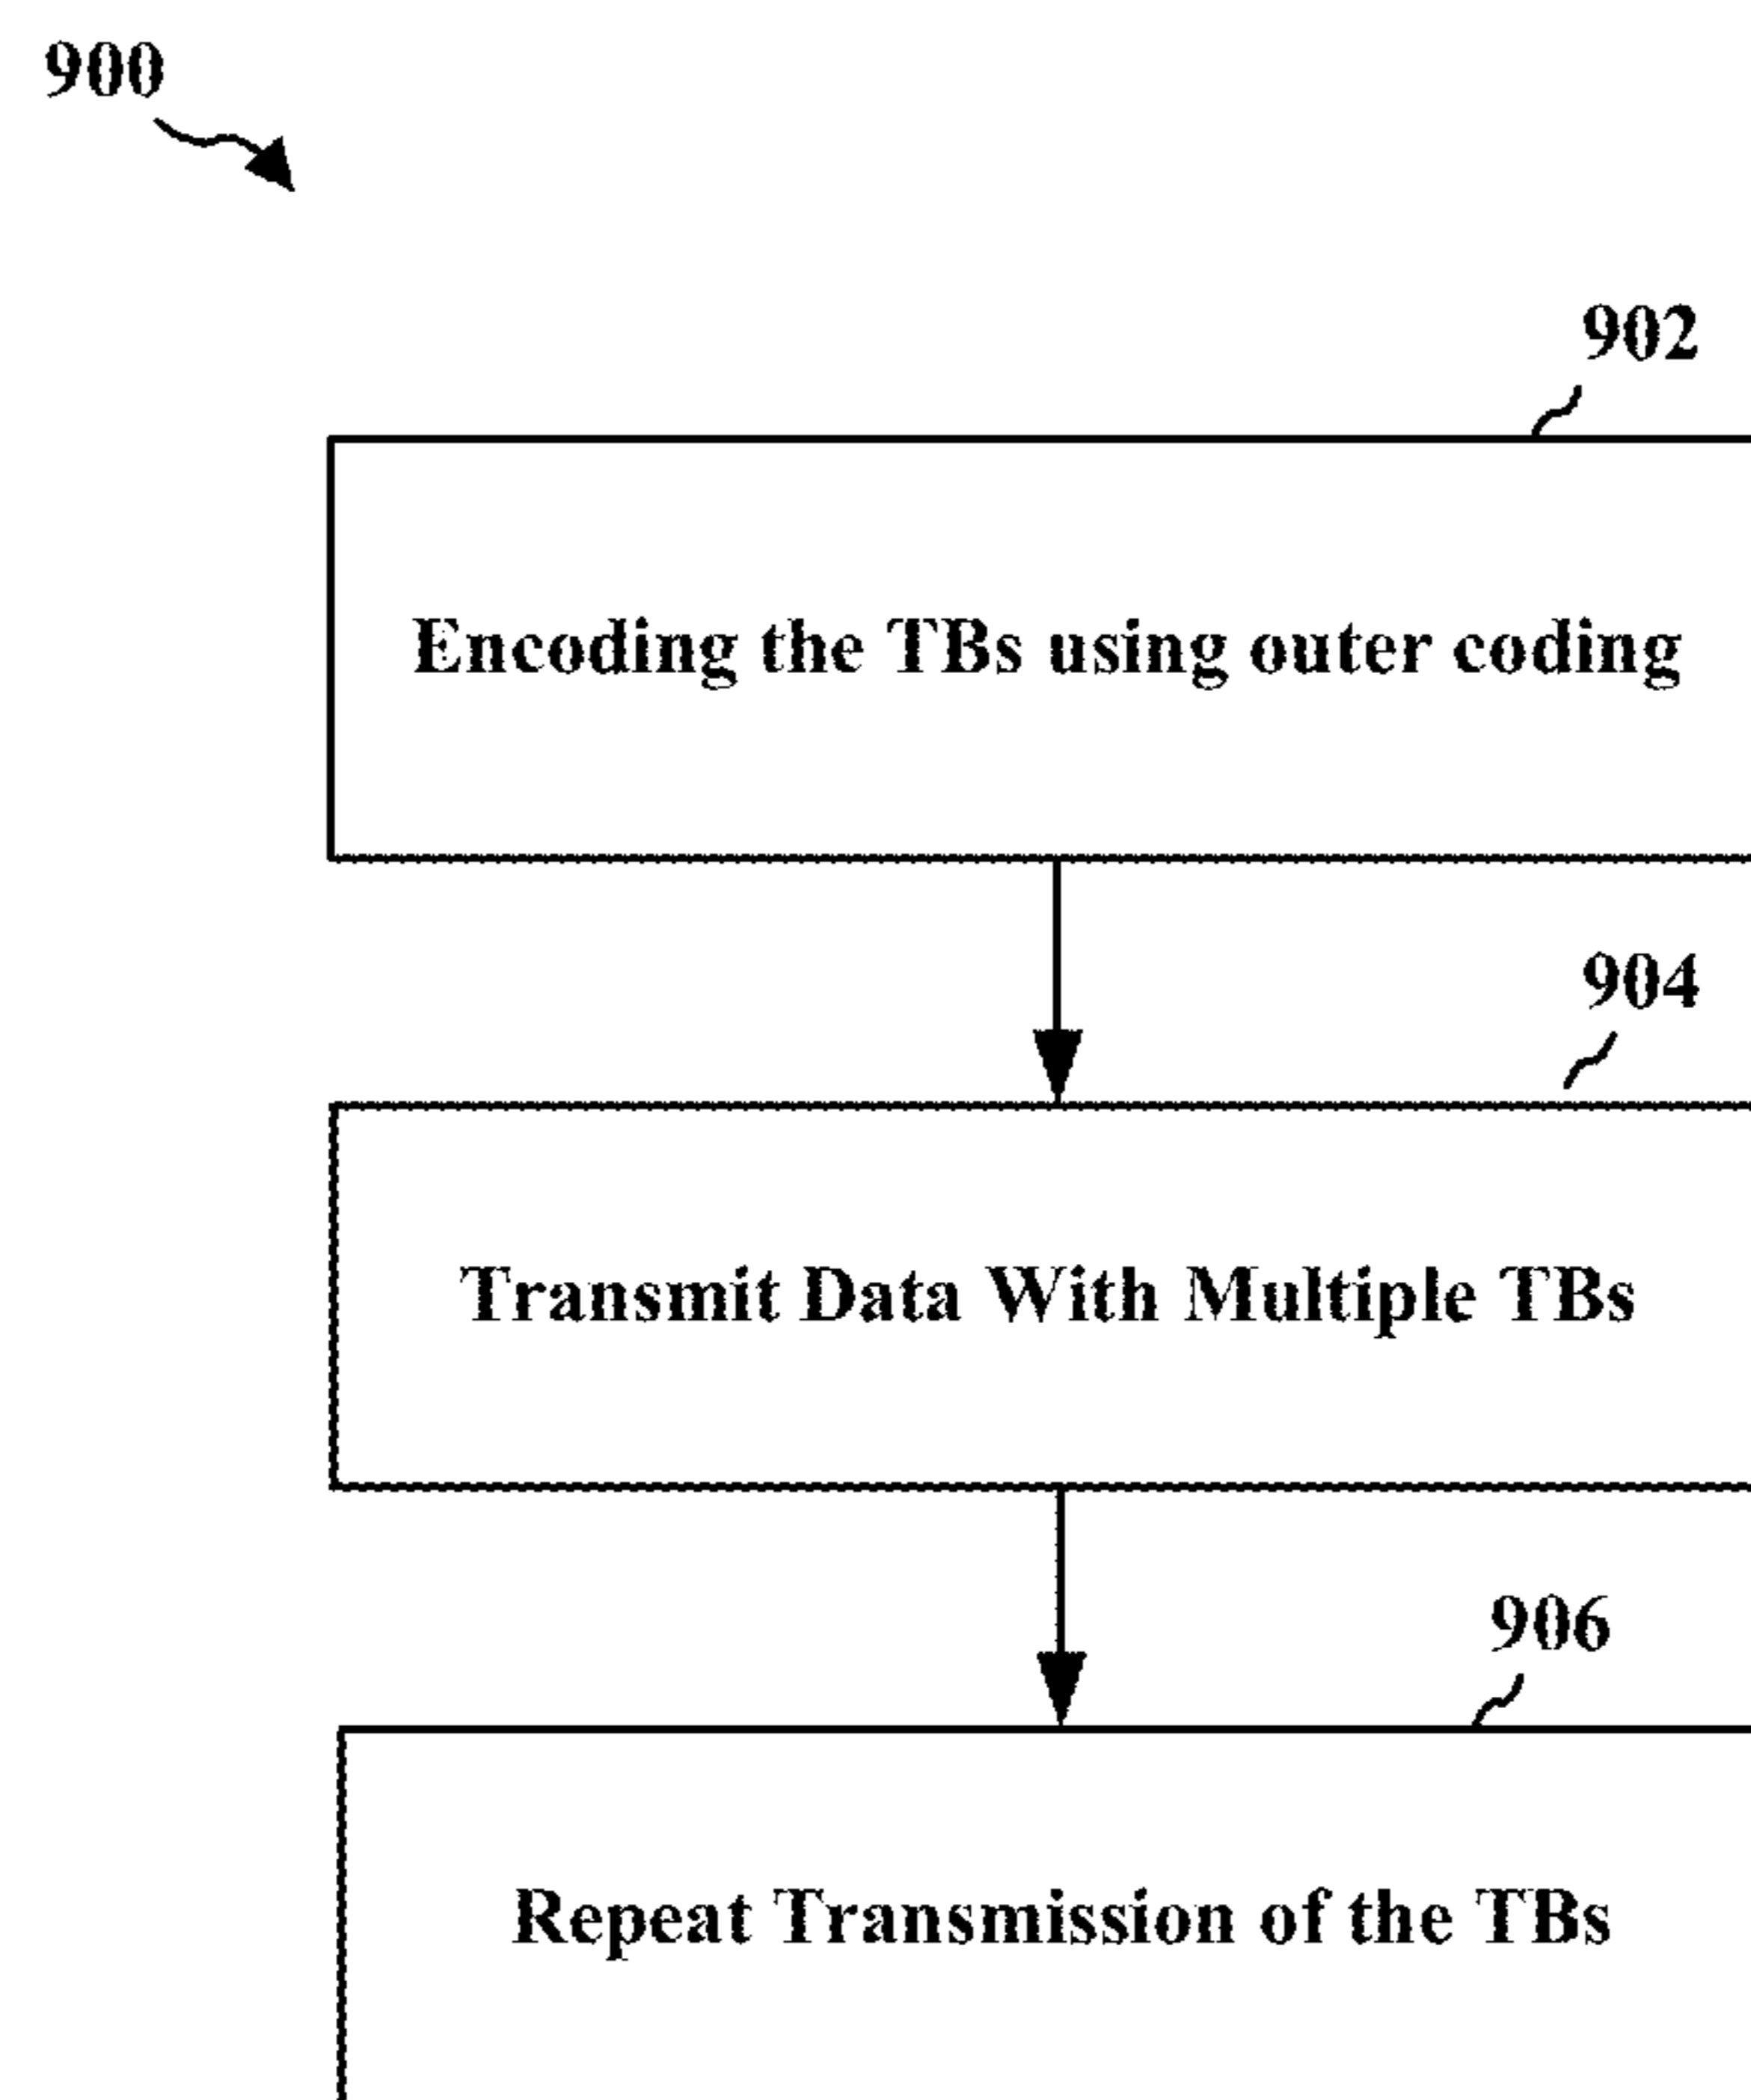 900
902
Encoding the TBs using outer coding
904
Transmit Data With Multiple TBs
906
Repeat Transmission of the TBs